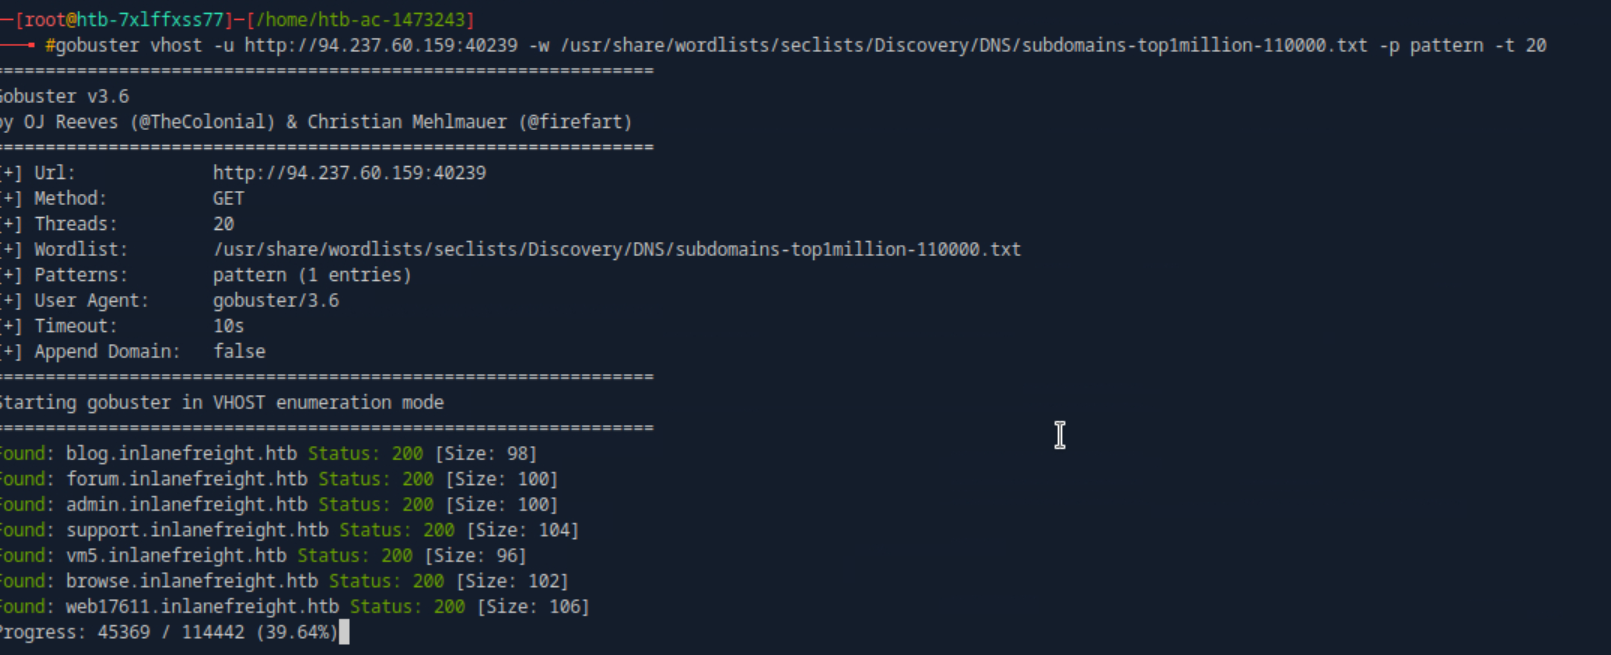 ─[root@htb-7xlffxss77]─[/home/htb-ac-1473243]
#gobuster vhost -u http://94.237.60.159:40239 -w /usr/share/wordlists/seclists/Discovery/DNS/subdomains-top1million-110000.txt -p pattern -t 20
===============================================================
Gobuster v3.6
by OJ Reeves (@TheColonial) & Christian Mehlmauer (@firefart)
===============================================================
[+] Url:             http://94.237.60.159:40239
[+] Method:          GET
[+] Threads:         20
[+] Wordlist:        /usr/share/wordlists/seclists/Discovery/DNS/subdomains-top1million-110000.txt
[+] Patterns:        pattern (1 entries)
[+] User Agent:      gobuster/3.6
[+] Timeout:         10s
[+] Append Domain:   false
===============================================================
Starting gobuster in VHOST enumeration mode
===============================================================
Found: blog.inlanefreight.htb Status: 200 [Size: 98]
Found: forum.inlanefreight.htb Status: 200 [Size: 100]
Found: admin.inlanefreight.htb Status: 200 [Size: 100]
Found: support.inlanefreight.htb Status: 200 [Size: 104]
Found: vm5.inlanefreight.htb Status: 200 [Size: 96]
Found: browse.inlanefreight.htb Status: 200 [Size: 102]
Found: web17611.inlanefreight.htb Status: 200 [Size: 106]
Progress: 45369 / 114442 (39.64%)